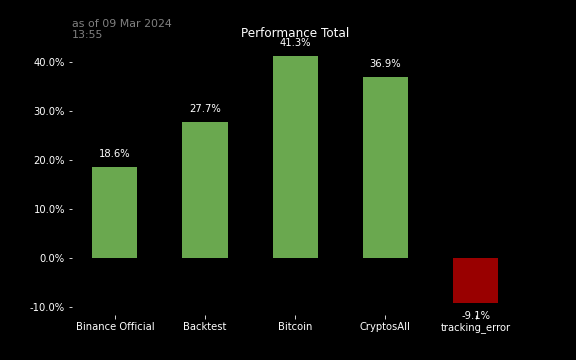 as of 09 Mar 2024
13:55
Performance Total
40.0%
30.0%
20.0%
10.0%
0.0%
-10.0%
18.6%
27.7%
41.3%
36.9%
-9.1%
Binance Official
Backtest
Bitcoin
CryptosAll
tracking_error